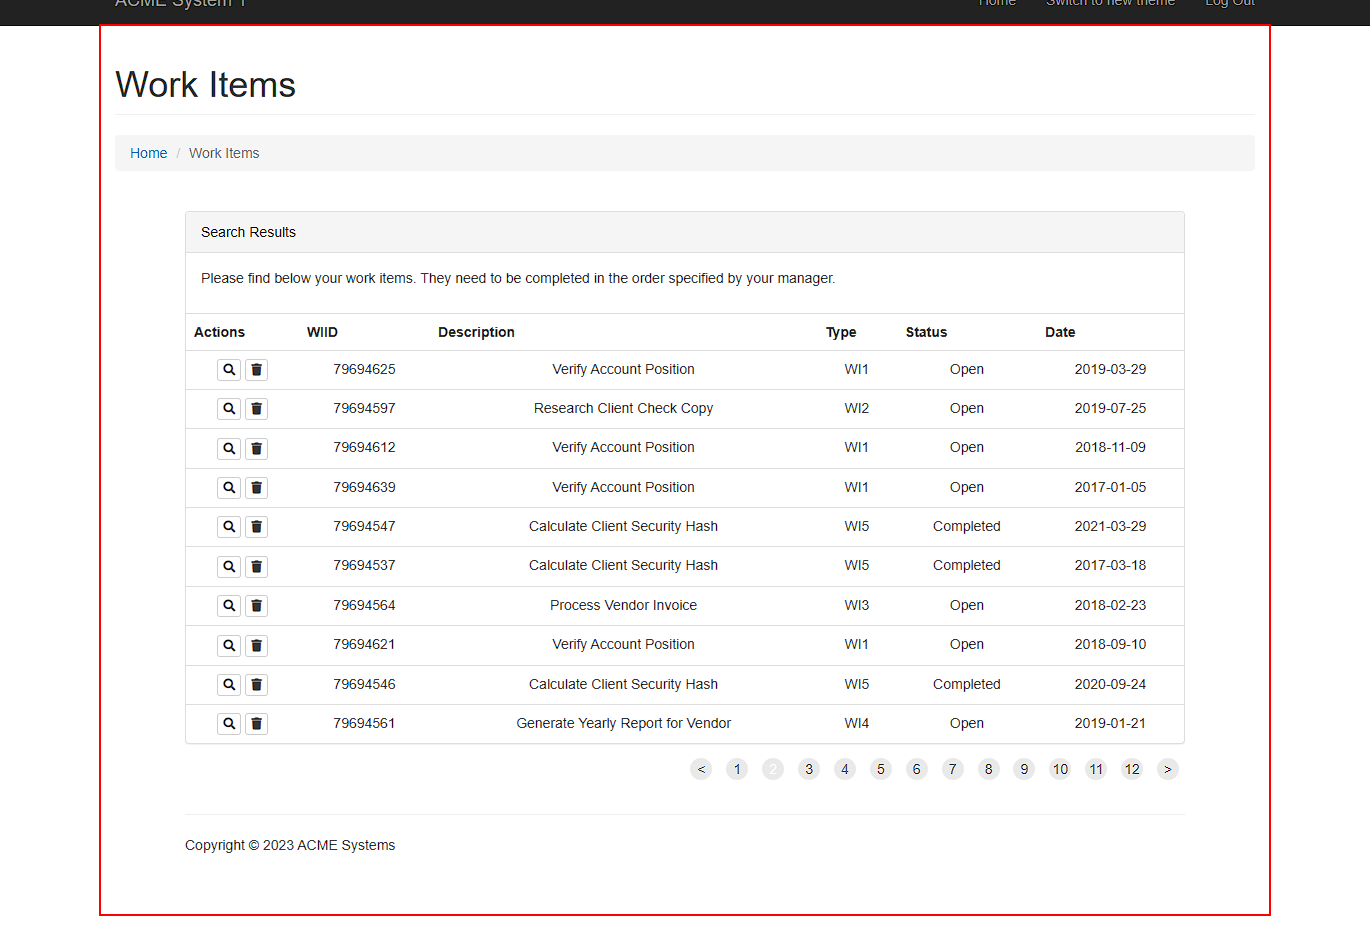 ACME System 1 Home Switch to new theme Log Out
Work Items
Home / Work Items
Search Results
Please find below your work items. They need to be completed in the order specified by your manager.
Actions WIID Description Type Status Date
79694625 Verify Account Position WI1 Open 2019-03-29
79694597 Research Client Check Copy WI2 Open 2019-07-25
79694612 Verify Account Position WI1 Open 2018-11-09
79694639 Verify Account Position WI1 Open 2017-01-05
79694547 Calculate Client Security Hash WI5 Completed 2021-03-29
79694537 Calculate Client Security Hash WI5 Completed 2017-03-18
79694564 Process Vendor Invoice WI3 Open 2018-02-23
79694621 Verify Account Position WI1 Open 2018-09-10
79694546 Calculate Client Security Hash WI5 Completed 2020-09-24
79694561 Generate Yearly Report for Vendor WI4 Open 2019-01-21
< 1 2 3 4 5 6 7 8 9 10 11 12 >
Copyright © 2023 ACME Systems